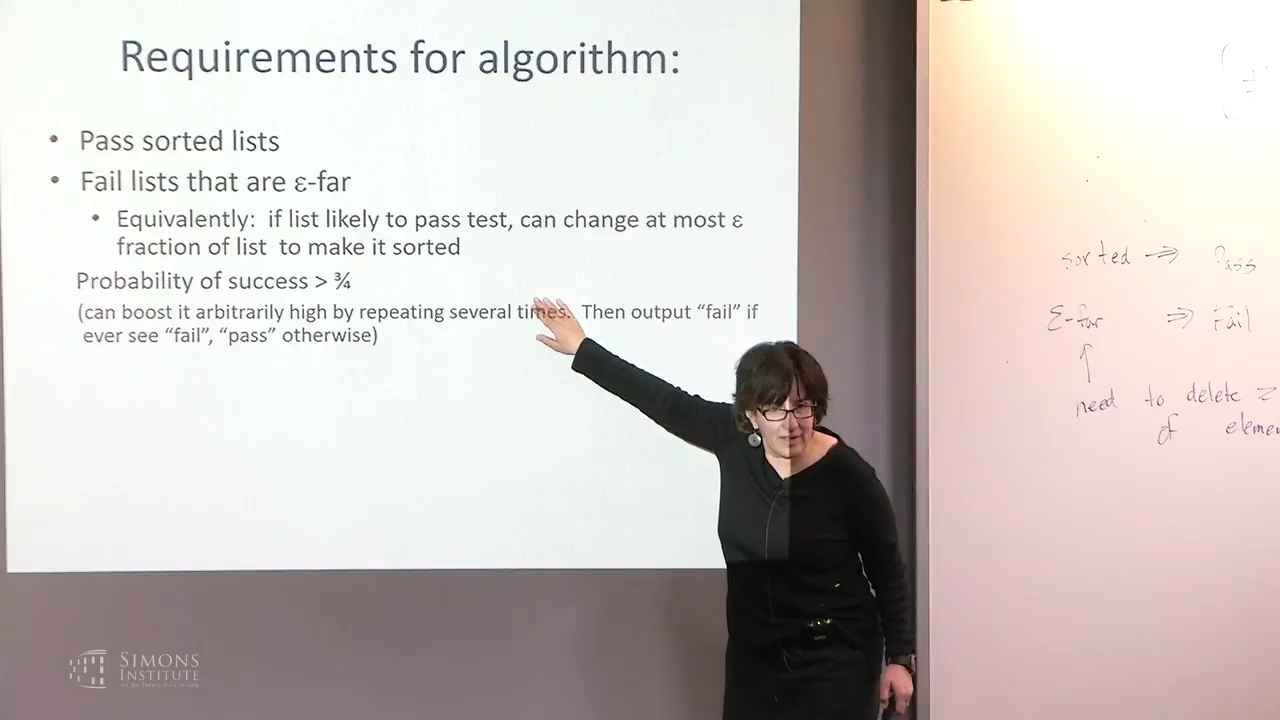 Requirements for algorithm:
• Pass sorted lists
• Fail lists that are ε-far
• Equivalently: if list likely to pass test, can change at most ε
fraction of list to make it sorted
Probability of success > ¾
(can boost it arbitrarily high by repeating several times. Then output “fail” if
ever see “fail”, “pass” otherwise)
sorted ⇒ Pass
ε-far ⇒ Fail
↑
need to delete
of
SIMONS
INSTITUTE